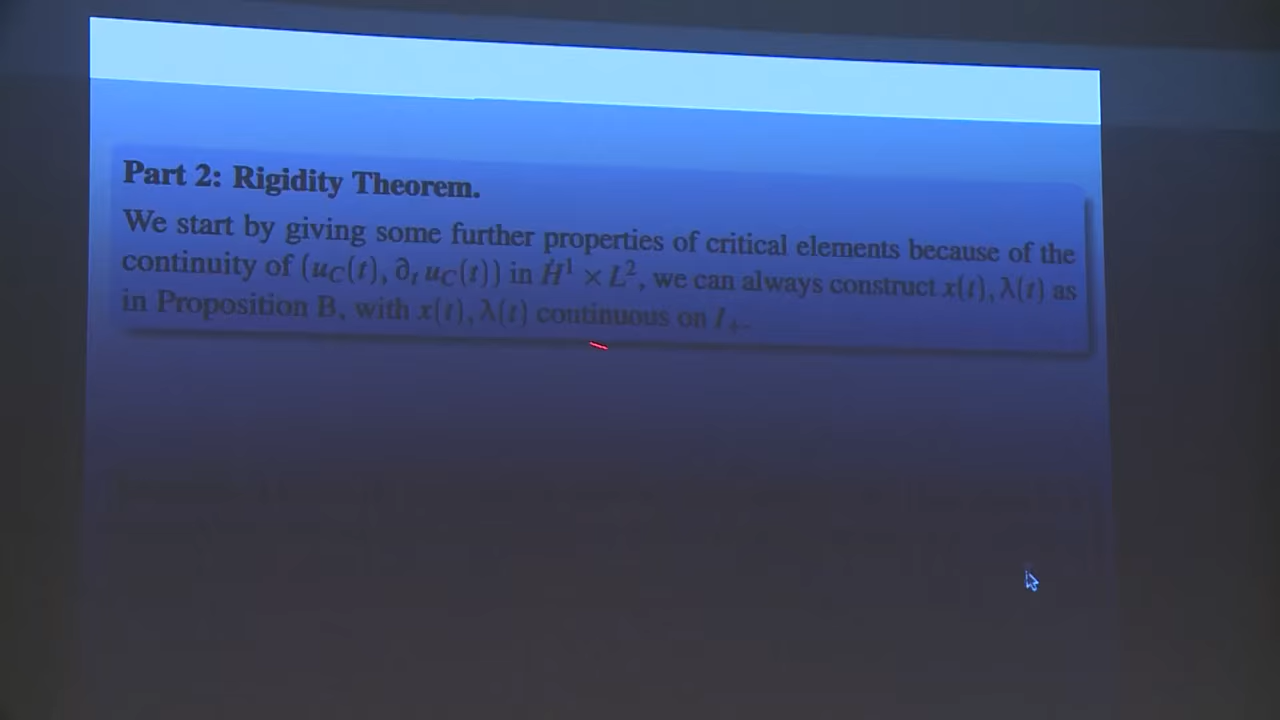 Part 2: Rigidity Theorem.
We start by giving some further properties of critical elements because of the
continuity of (u_C(t), ∂_t u_C(t)) in Ḣ¹ × L², we can always construct x(t), λ(t) as
in Proposition B, with x(t), λ(t) continuous on I₊.